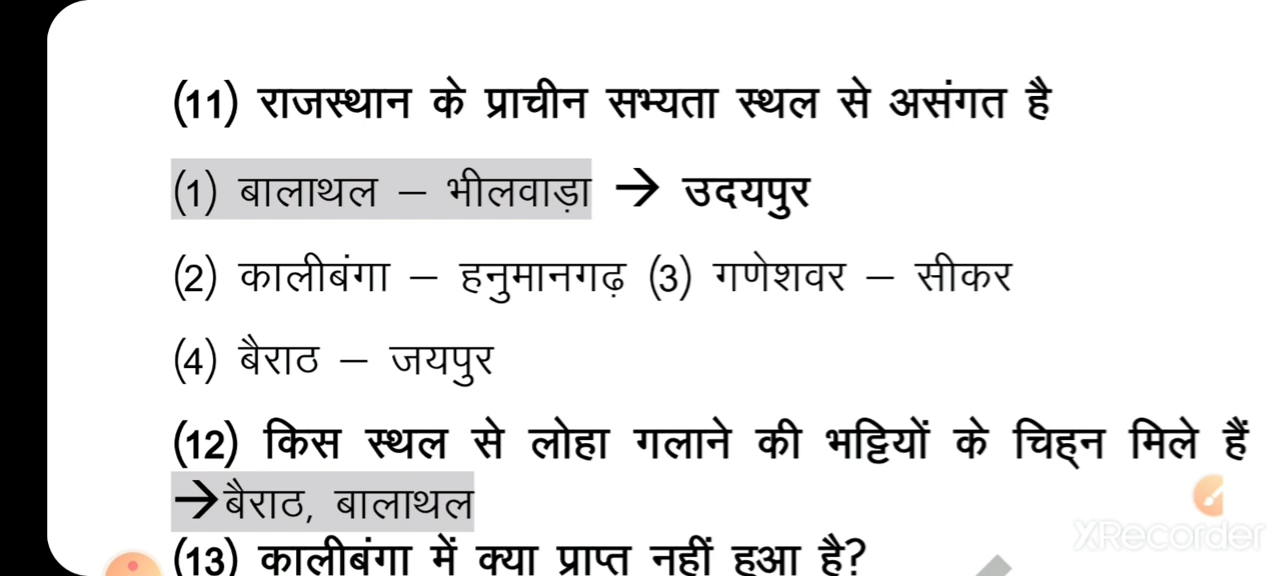 (11) राजस्थान के प्राचीन सभ्यता स्थल से असंगत है
(1) बालाथल – भीलवाड़ा → उदयपुर
(2) कालीबंगा – हनुमानगढ़ (3) गणेशवर – सीकर
(4) बैराठ – जयपुर
(12) किस स्थल से लोहा गलाने की भट्टियों के चिह्न मिले हैं
→बैराठ, बालाथल
(13) कालीबंगा में क्या प्राप्त नहीं हुआ है?
XRecorder